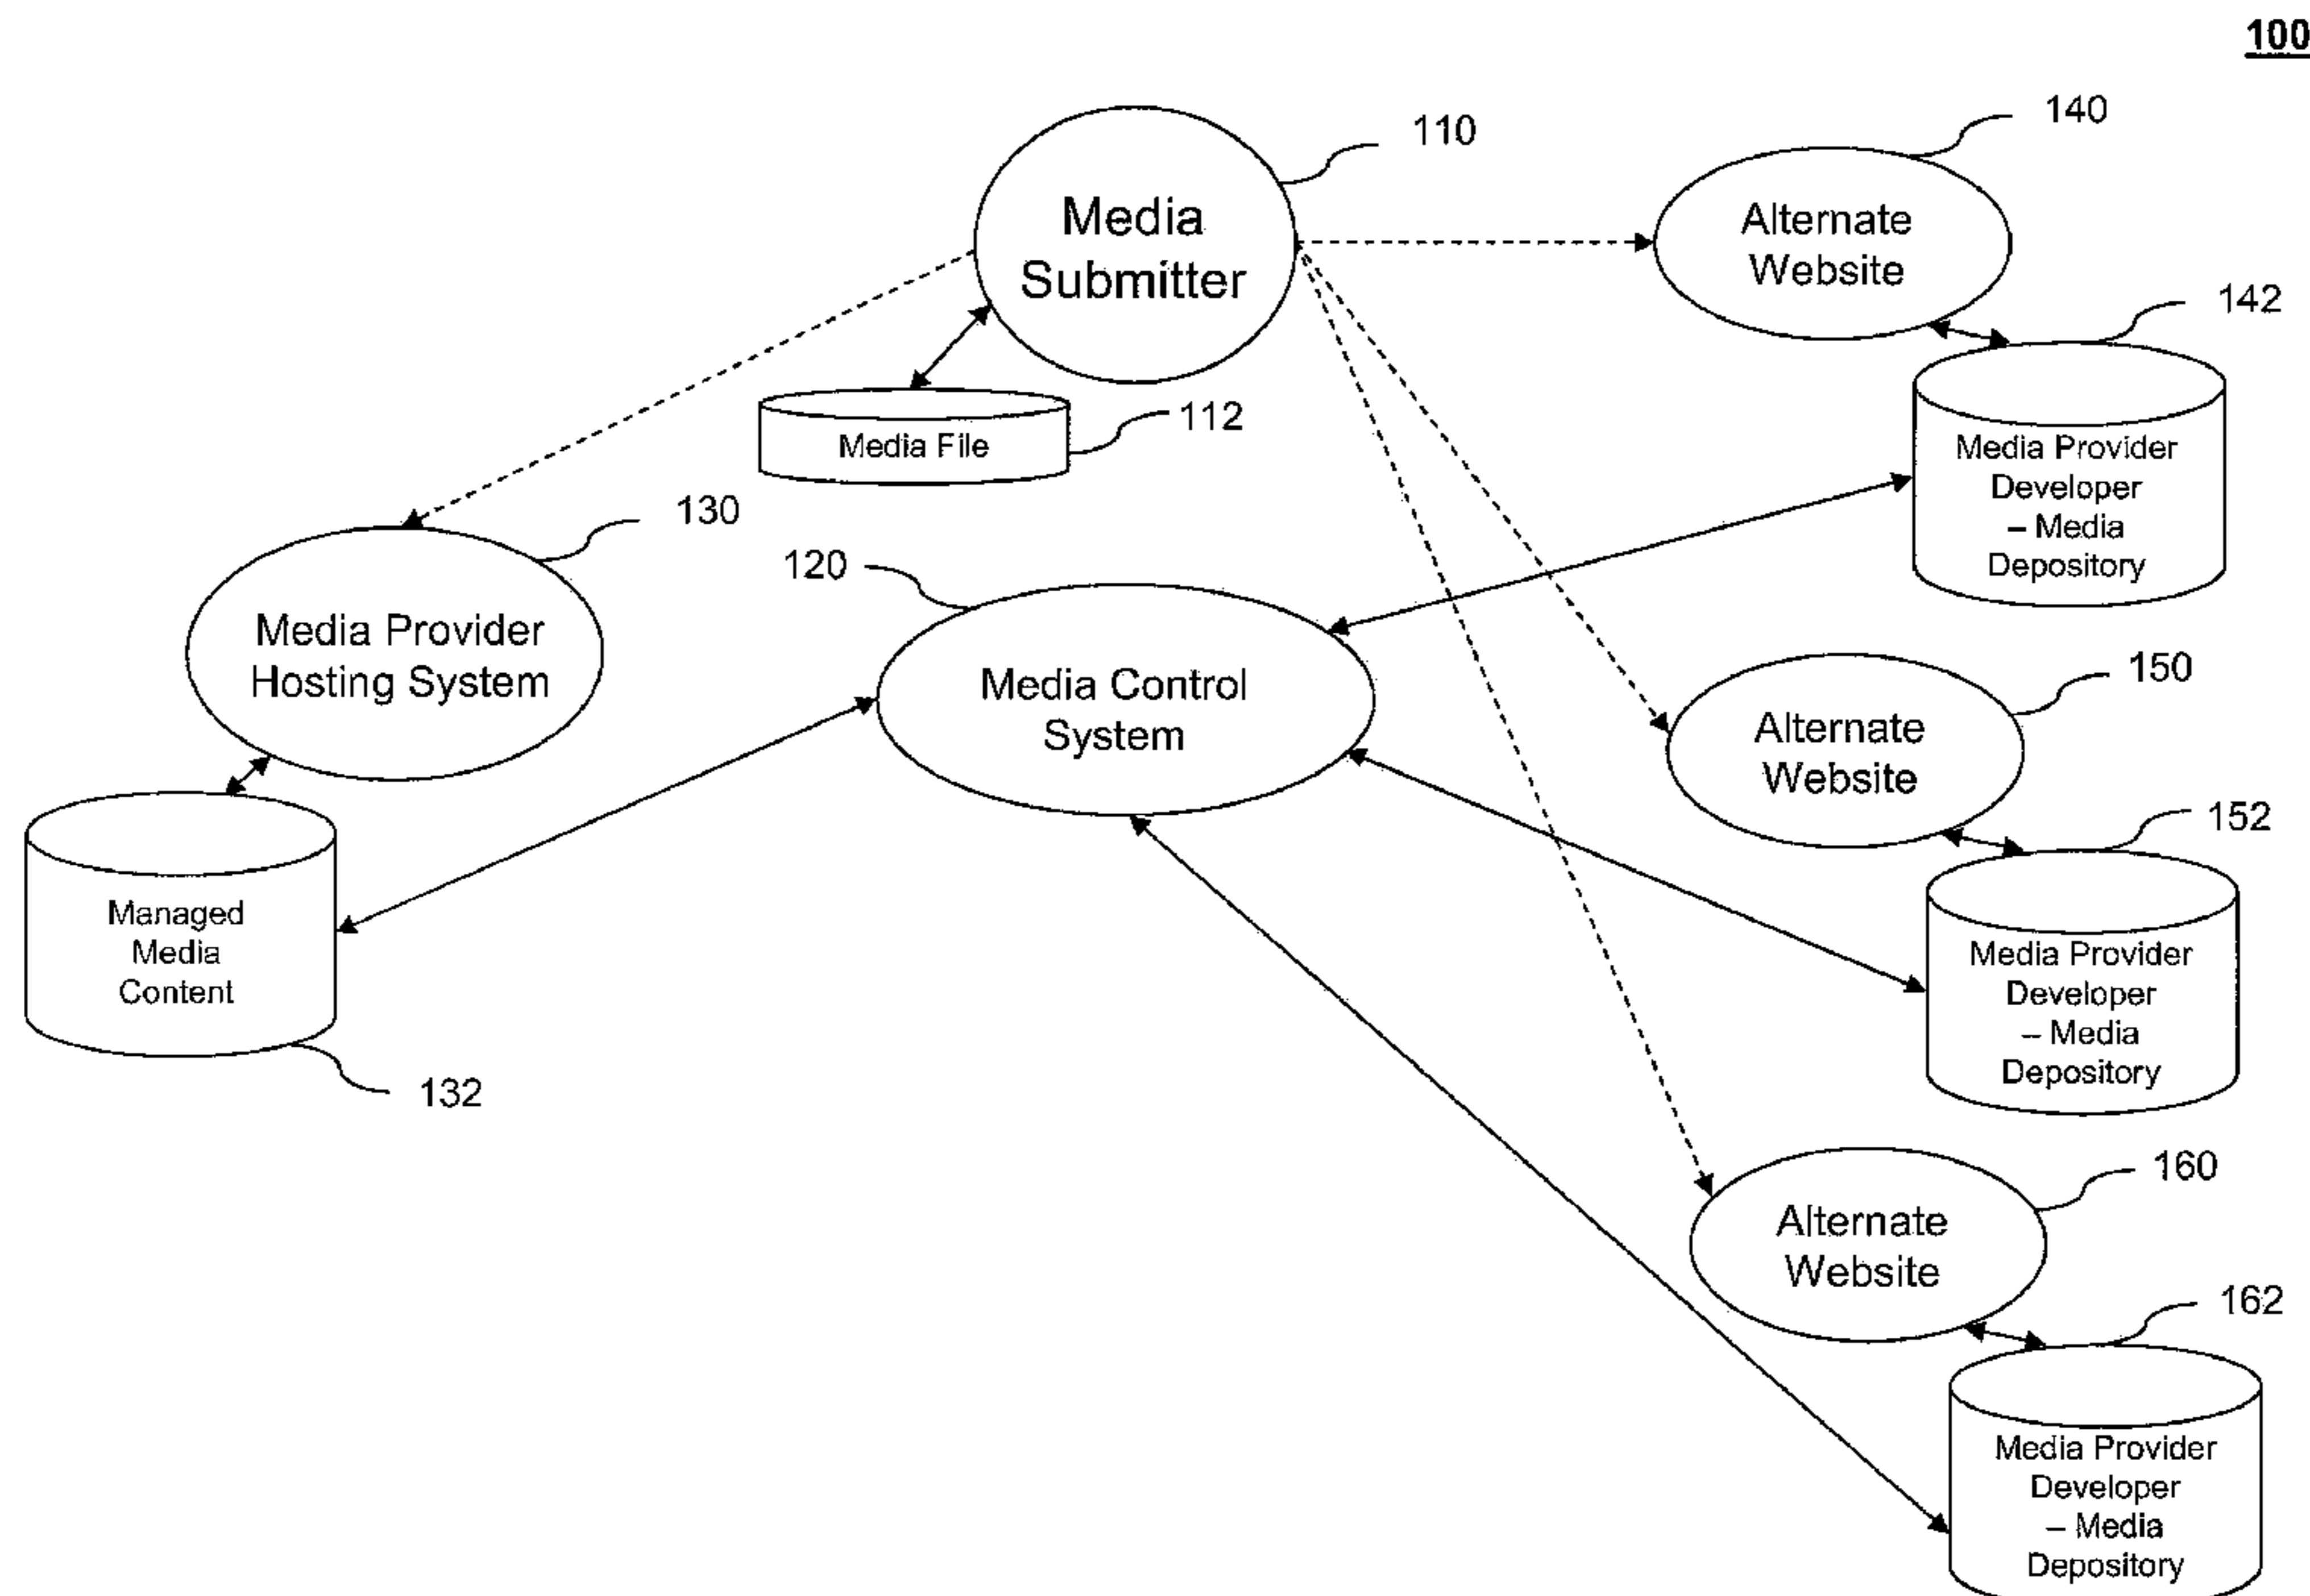 100
110
Media
Submitter
140
Alternate
Website
142
Media Provider
Developer
– Media
Depository
112
Media File
130
Media Provider
Hosting System
120
Media Control
System
150
Alternate
Website
152
Media Provider
Developer
– Media
Depository
Managed
Media
Content
132
160
Alternate
Website
162
Media Provider
Developer
– Media
Depository